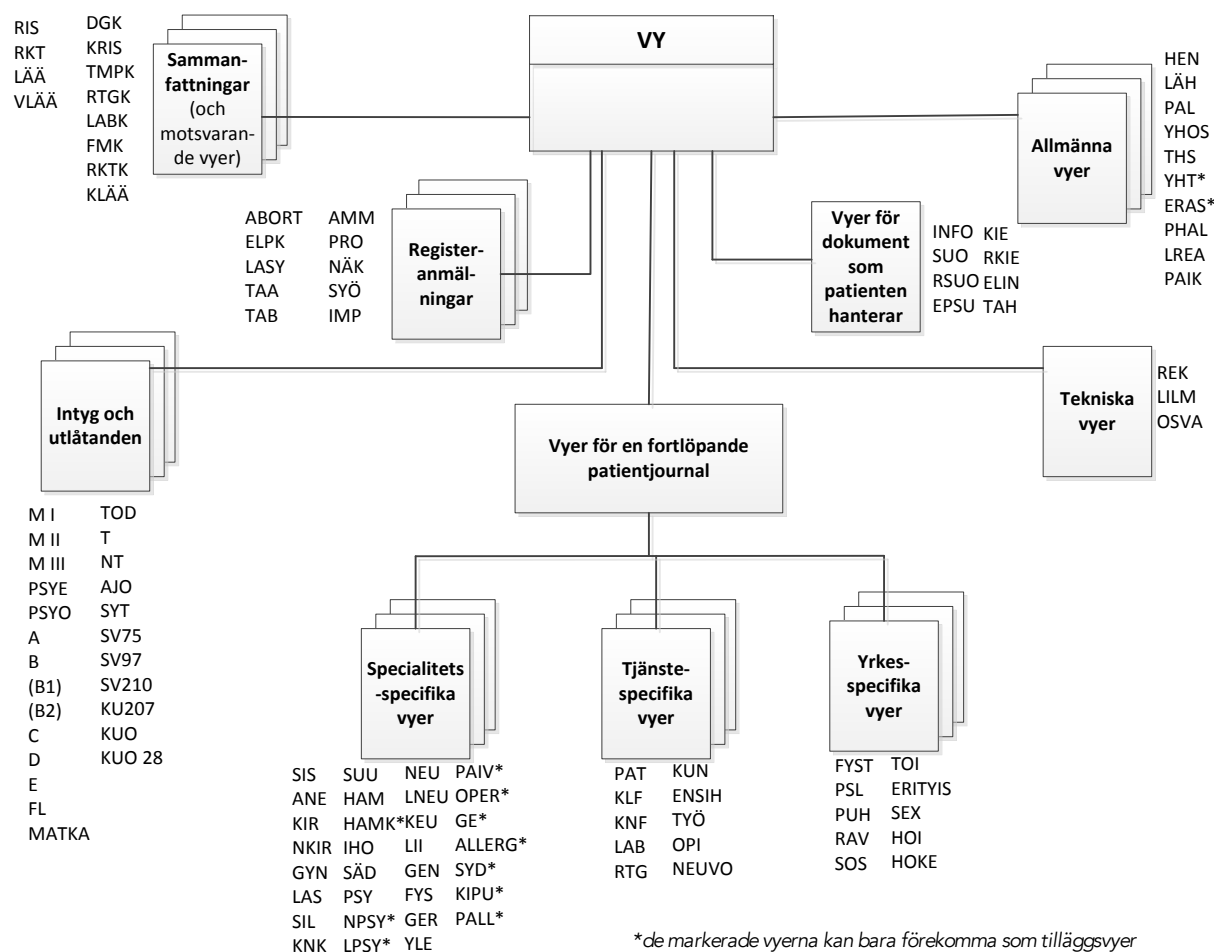 VY
RIS
RKT
LÄÄ
VLÄÄ
DGK
KRIS
TMPK
RTGK
LABK
FMK
RKTK
KLÄÄ
Samman-
fattningar
(och
motsvaran-
de vyer)
Allmänna
vyer
HEN
LÄH
PAL
YHOS
THS
YHT*
ERAS*
PHAL
LREA
PAIK
ABORT
ELPK
LASY
TAA
TAB
AMM
PRO
NÄK
SYÖ
IMP
Register-
anmäl-
ningar
Vyer för
dokument
som
patienten
hanterar
INFO
SUO
RSUO
EPSU
KIE
RKIE
ELIN
TAH
Intyg och
utlåtanden
M I
M II
M III
PSYE
PSYO
A
B
(B1)
(B2)
C
D
E
FL
MATKA
TOD
T
NT
AJO
SYT
SV75
SV97
SV210
KU207
KUO
KUO 28
Vyer för en fortlöpande
patientjournal
Tekniska
vyer
REK
LILM
OSVA
Specialitets
-specifika
vyer
SIS
ANE
KIR
NKIR
GYN
LAS
SIL
KNK
SUU
HAM
HAMK*
IHO
SÄD
PSY
NPSY*
LPSY*
NEU
LNEU
KEU
LII
GEN
FYS
GER
YLE
PAIV*
OPER*
GE*
ALLERG*
SYD*
KIPU*
PALL*
Tjänste-
specifika
vyer
PAT
KLF
KNF
LAB
RTG
KUN
ENSIH
TYÖ
OPI
NEUVO
Yrkes-
specifika
vyer
FYST
PSL
PUH
RAV
SOS
TOI
ERITYIS
SEX
HOI
HOKE
*de markerade vyerna kan bara förekomma som tilläggsvyer